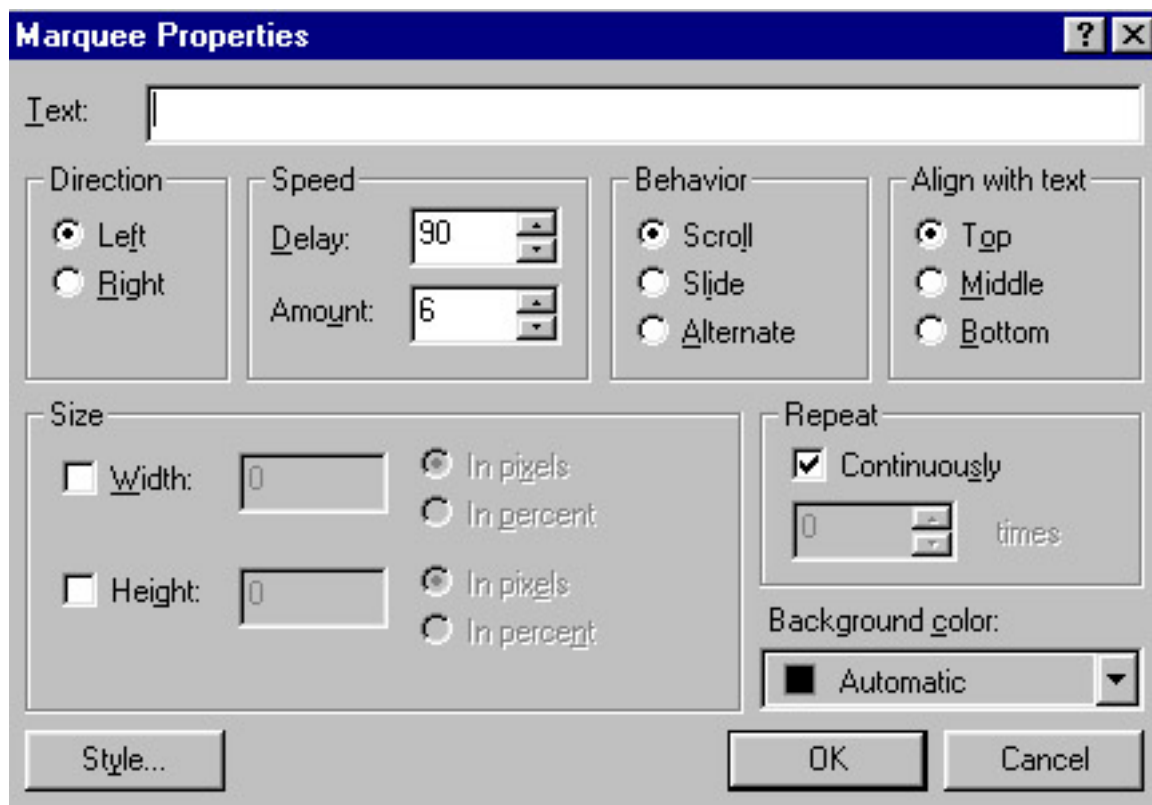 Marquee Properties
Text:
Direction
Left
Right
Speed
Delay: 90
Amount: 6
Behavior
Scroll
Slide
Alternate
Align with text
Top
Middle
Bottom
Size
Width: 0
In pixels
In percent
Height: 0
In pixels
In percent
Repeat
Continuously
0 times
Background color:
Automatic
Style...
OK
Cancel